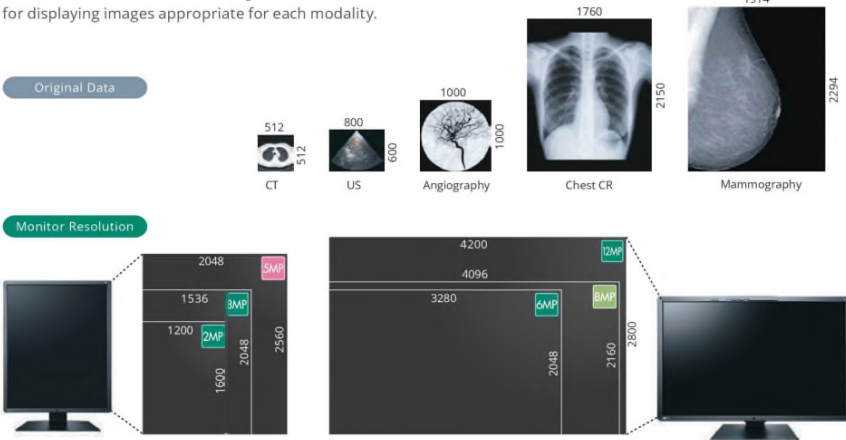 for displaying images appropriate for each modality.
Original Data
512
512
CT
800
600
US
1000
1000
Angiography
1760
2150
Chest CR
2294
Mammography
Monitor Resolution
2048
5MP
2560
1536
3MP
2048
1200
2MP
1600
4200
12MP
2800
4096
8MP
2160
3280
6MP
2048